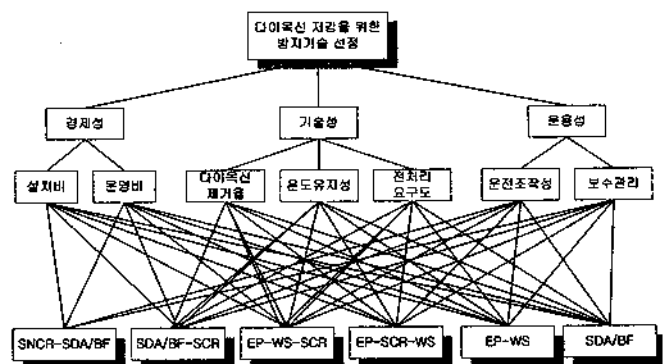 다이옥신 저감을 위한
방지기술 선정
경제성
기술성
운용성
설치비
운영비
다이옥신
제거율
온도유지성
전처리
요구도
운전조작성
보수관리
SNCR-SDA/BF
SDA/BF-SCR
EP-WS-SCR
EP-SCR-WS
EP-WS
SDA/BF